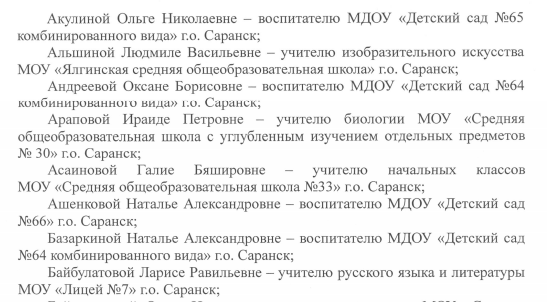 Акулиной Ольге Николаевне – воспитателю МДОУ «Детский сад №65
комбинированного вида» г.о. Саранск;
Альшиной Людмиле Васильевне – учителю изобразительного искусства
МОУ «Ялгинская средняя общеобразовательная школа» г.о. Саранск;
Андреевой Оксане Борисовне – воспитателю МДОУ «Детский сад №64
комбинированного вида» г.о. Саранск;
Араповой Ираиде Петровне – учителю биологии МОУ «Средняя
общеобразовательная школа с углубленным изучением отдельных предметов
№ 30» г.о. Саранск;
Асаиновой Галие Бяшировне – учителю начальных классов
МОУ «Средняя общеобразовательная школа №33» г.о. Саранск;
Ашенковой Наталье Александровне – воспитателю МДОУ «Детский сад
№66» г.о. Саранск;
Базаркиной Наталье Александровне – воспитателю МДОУ «Детский сад
№64 комбинированного вида» г.о. Саранск;
Байбулатовой Ларисе Равильевне – учителю русского языка и литературы
МОУ «Лицей №7» г.о. Саранск;